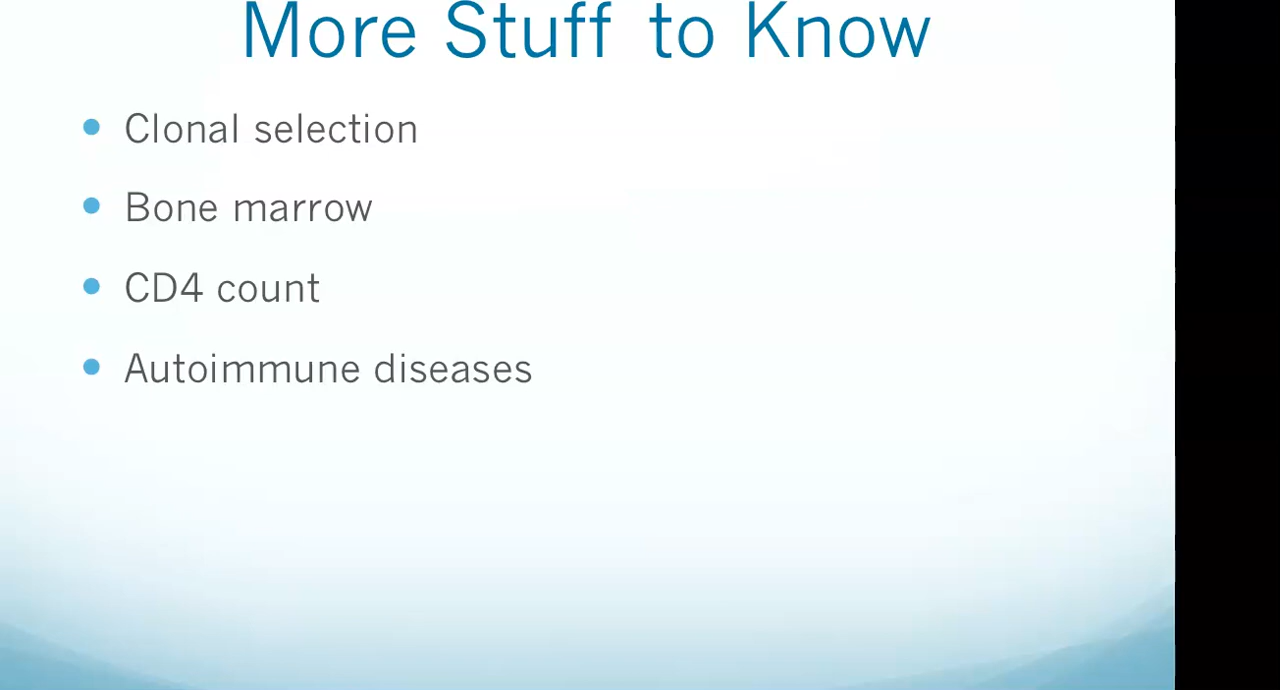 More Stuff to Know
• Clonal selection
• Bone marrow
• CD4 count
• Autoimmune diseases